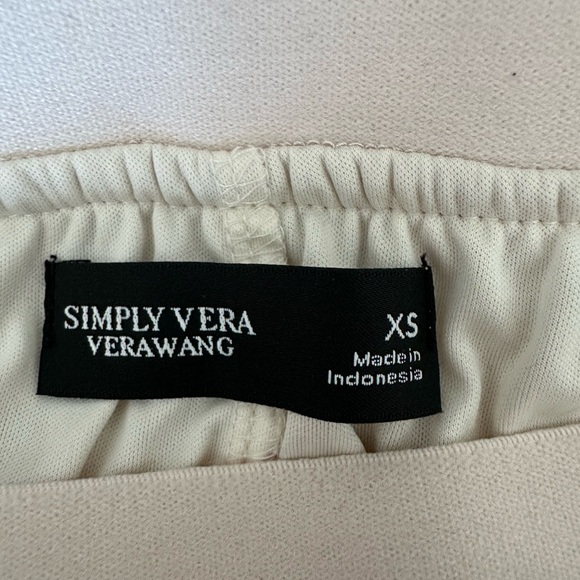 SIMPLY VERA
VERAWANG
XS
Made in
Indonesia